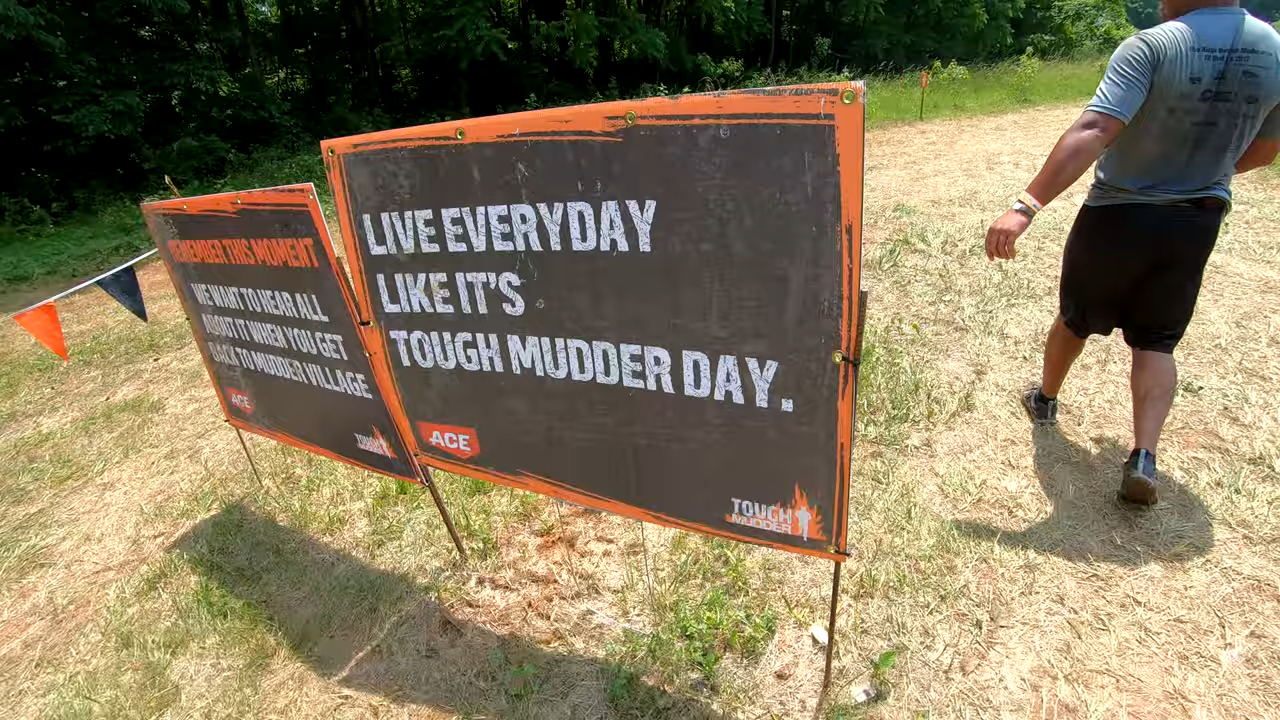 REMEMBER THIS MOMENT
WE WANT TO HEAR ALL
ABOUT IT WHEN YOU GET
BACK TO MUDDER VILLAGE
ACE
TOUGH
LIVE EVERYDAY
LIKE IT'S
TOUGH MUDDER DAY.
ACE
TOUGH
MUDDER